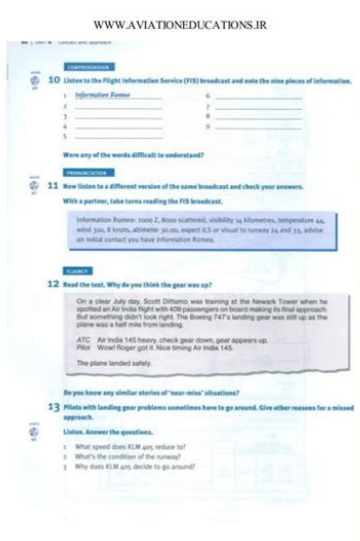 WWW.AVIATIONEDUCATIONS.IR
COMPREHENSION
10 Listen to the Flight Information Service (FIS) broadcast and note the nine pieces of information.
1 Information Romeo
2
3
4
5
6
7
8
9
Were any of the words difficult to understand?
PRONUNCIATION
11 Now listen to a different version of the same broadcast and check your answers.
With a partner, take turns reading the FIS broadcast.
Information Romeo: 2000 Z, 8000 scattered, visibility 14 kilometres, temperature 44,
wind 310, 8 knots, altimeter 30.00, expect ILS or visual to runway 24 and 33, advise
on initial contact you have information Romeo.
FLUENCY
12 Read the text. Why do you think the gear was up?
On a clear July day, Scott Dittamo was training at the Newark Tower when he
spotted an Air India flight with 409 passengers on board making its final approach.
But something didn't look right. The Boeing 747's landing gear was still up as the
plane was a half mile from landing.
ATC Air India 145 heavy, check gear down, gear appears up.
Pilot Wow! Roger got it. Nice timing Air India 145.
The plane landed safely.
Do you know any similar stories of 'near-miss' situations?
13 Pilots with landing gear problems sometimes have to go around. Give other reasons for a missed
approach.
Listen. Answer the questions.
1 What speed does KLM 405 reduce to?
2 What's the condition of the runway?
3 Why does KLM 405 decide to go around?